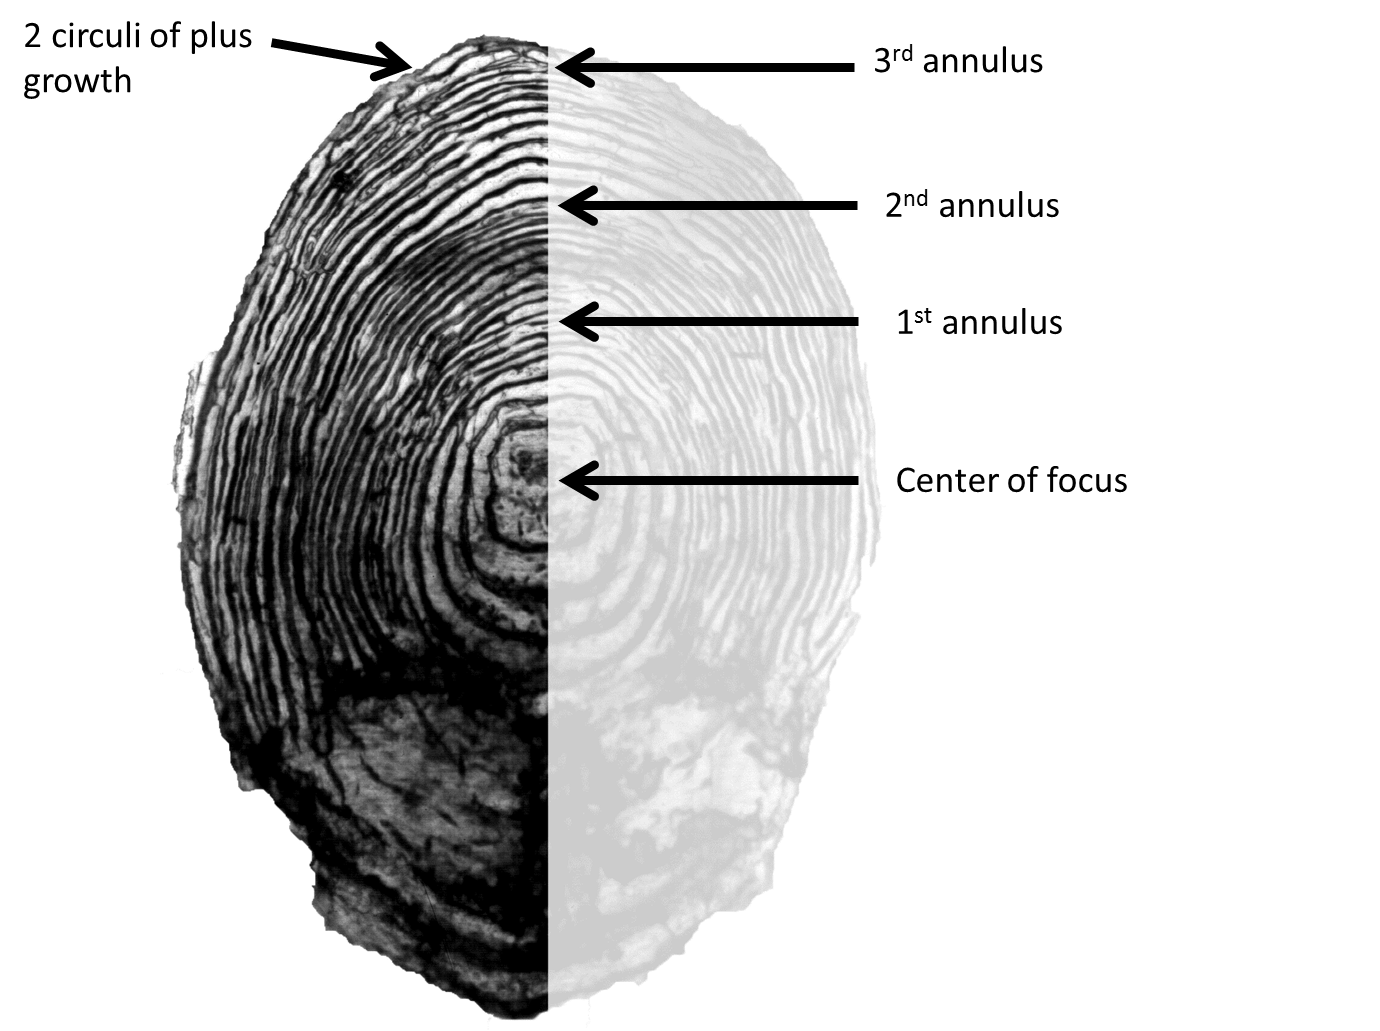 2 circuli of plus
growth
3rd annulus
2nd annulus
1st annulus
Center of focus